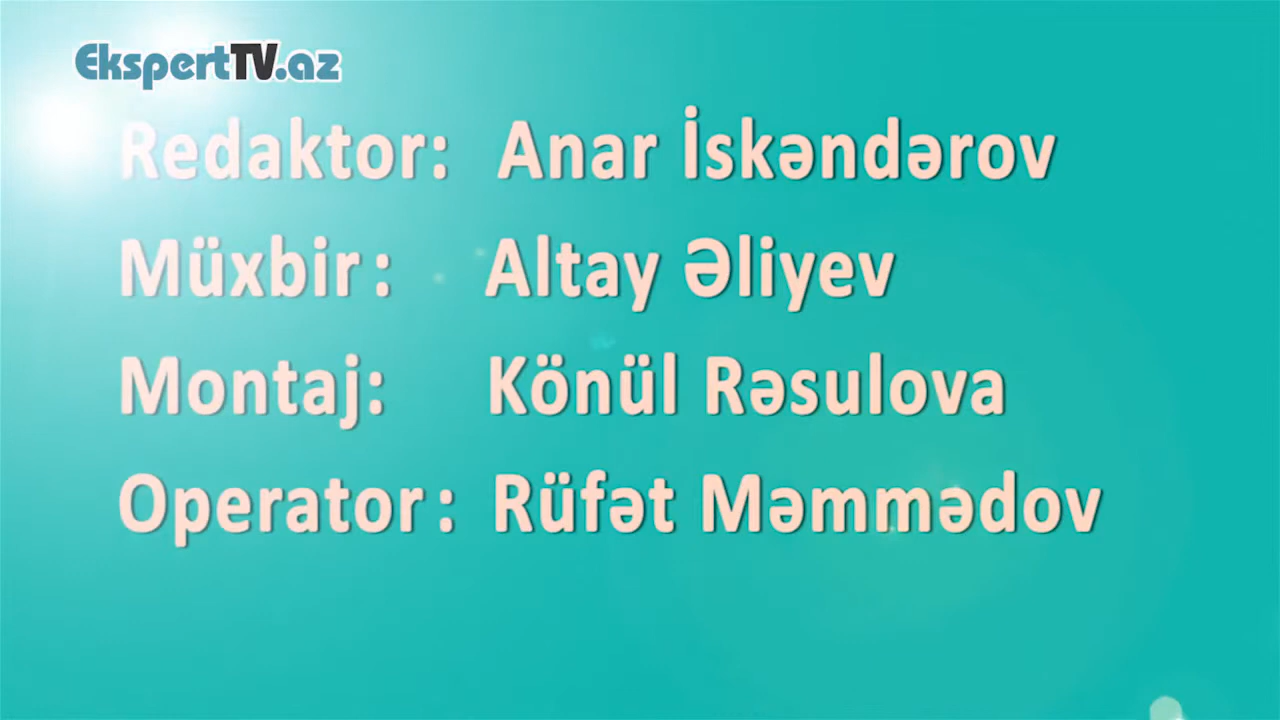 EkspertTV.az
Redaktor: Anar İskəndərov
Müxbir : Altay Əliyev
Montaj: Könül Rəsulova
Operator : Rüfət Məmmədov